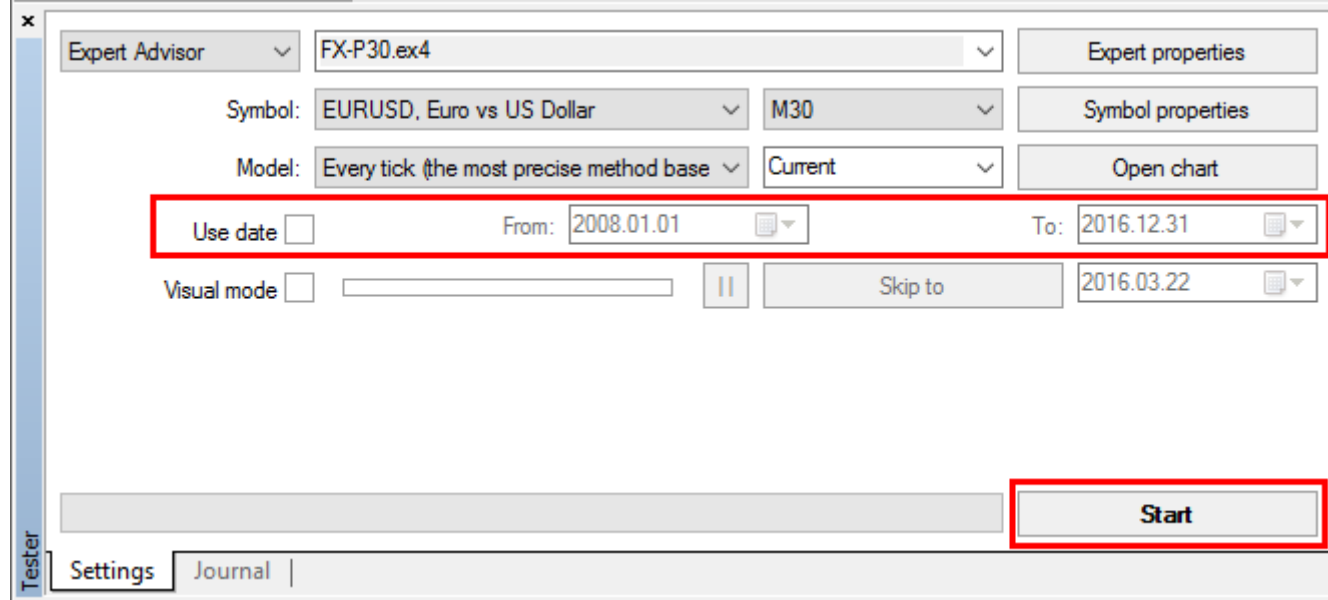 Expert Advisor FX-P30.ex4 Expert properties
Symbol: EURUSD, Euro vs US Dollar M30 Symbol properties
Model: Every tick (the most precise method base Current Open chart
Use date From: 2008.01.01 To: 2016.12.31
Visual mode Skip to 2016.03.22
Start
Tester
Settings Journal